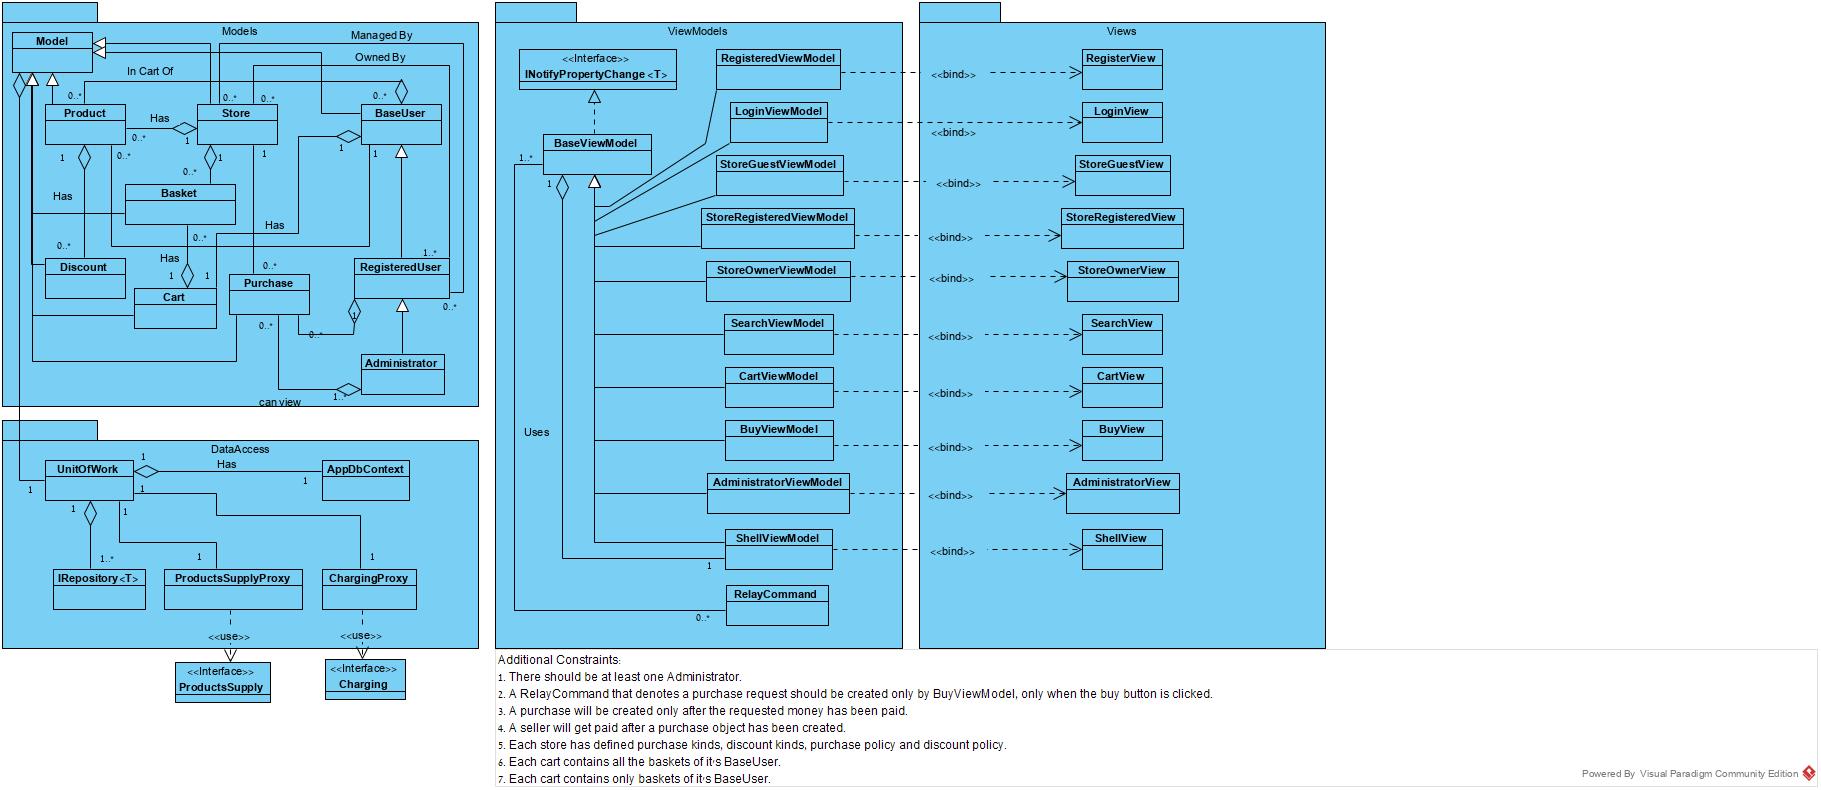 Models
Model
Managed By
Owned By
In Cart Of
0..*
0..*
0..*
0..*
Product
Store
BaseUser
Has
0..*
1
1
1
0..*
1
1
1
0..*
Basket
Has
Has
0..*
0..*
Has
1
1
0..*
1..*
Discount
Cart
Purchase
RegisteredUser
0..*
1
0..*
0..*
Administrator
1..*
can view
DataAccess
UnitOfWork
1
Has
1
AppDbContext
1
1
1
1
1..*
1
1
IRepository<T>
ProductsSupplyProxy
ChargingProxy
<<use>>
<<use>>
<<Interface>>
ProductsSupply
<<Interface>>
Charging
ViewModels
<<Interface>>
INotifyPropertyChange <T>
BaseViewModel
1..*
1
Uses
RegisteredViewModel
LoginViewModel
StoreGuestViewModel
StoreRegisteredViewModel
StoreOwnerViewModel
SearchViewModel
CartViewModel
BuyViewModel
AdministratorViewModel
ShellViewModel
1
RelayCommand
0..*
Views
<<bind>>
RegisterView
<<bind>>
LoginView
<<bind>>
StoreGuestView
<<bind>>
StoreRegisteredView
<<bind>>
StoreOwnerView
<<bind>>
SearchView
<<bind>>
CartView
<<bind>>
BuyView
<<bind>>
AdministratorView
<<bind>>
ShellView
Additional Constraints:
1. There should be at least one Administrator.
2. A RelayCommand that denotes a purchase request should be created only by BuyViewModel, only when the buy button is clicked.
3. A purchase will be created only after the requested money has been paid.
4. A seller will get paid after a purchase object has been created.
5. Each store has defined purchase kinds, discount kinds, purchase policy and discount policy.
6. Each cart contains all the baskets of it's BaseUser.
7. Each cart contains only baskets of it's BaseUser.
Powered By Visual Paradigm Community Edition